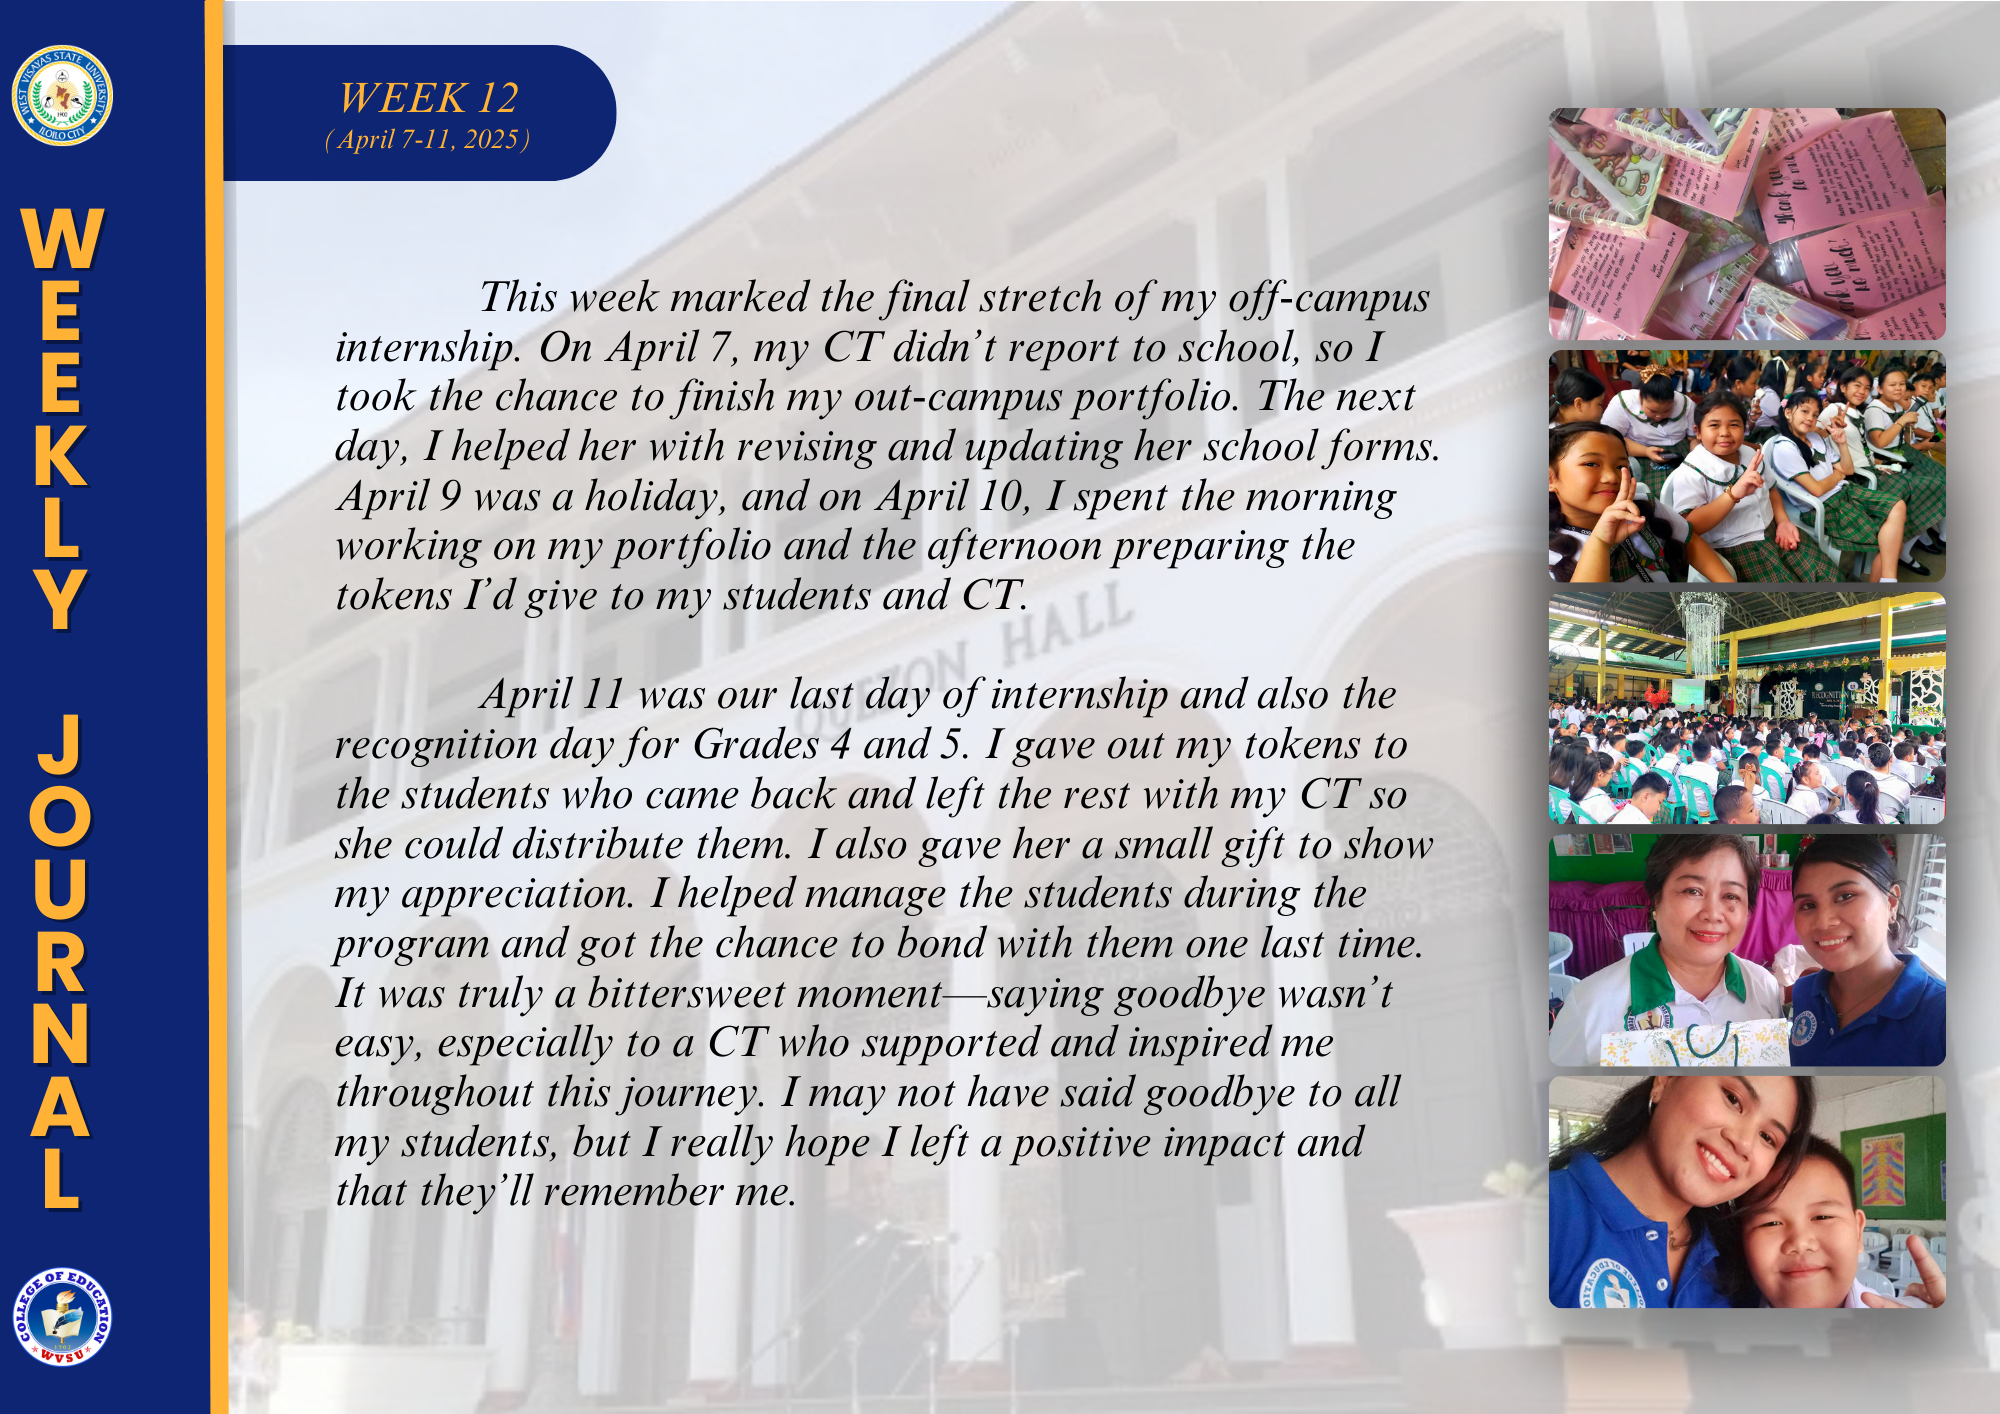 WEST VISAYAS STATE UNIVERSITY
1902
ILOILO CITY
WEEKLY JOURNAL
COLLEGE OF EDUCATION
WVSU
WEEK 12
( April 7-11, 2025 )
This week marked the final stretch of my off-campus
internship. On April 7, my CT didn’t report to school, so I
took the chance to finish my out-campus portfolio. The next
day, I helped her with revising and updating her school forms.
April 9 was a holiday, and on April 10, I spent the morning
working on my portfolio and the afternoon preparing the
tokens I’d give to my students and CT.
April 11 was our last day of internship and also the
recognition day for Grades 4 and 5. I gave out my tokens to
the students who came back and left the rest with my CT so
she could distribute them. I also gave her a small gift to show
my appreciation. I helped manage the students during the
program and got the chance to bond with them one last time.
It was truly a bittersweet moment—saying goodbye wasn’t
easy, especially to a CT who supported and inspired me
throughout this journey. I may not have said goodbye to all
my students, but I really hope I left a positive impact and
that they’ll remember me.
QUEZON HALL
Thank you
so much
RECOGNITION